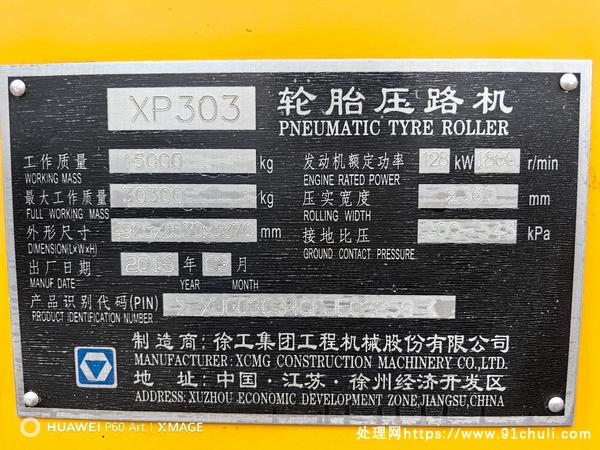 XP303 轮胎压路机
PNEUMATIC TYRE ROLLER
工作质量 15000 kg
WORKING MASS
最大工作质量 30300 kg
FULL WORKING MASS
外形尺寸 mm
DIMENSION(L×W×H)
出厂日期 年 月
MANUF DATE YEAR MONTH
发动机额定功率 128 kW r/min
ENGINE RATED POWER
压实宽度 mm
ROLLING WIDTH
接地比压 kPa
GROUND CONTACT PRESSURE
产品识别代码(PIN)
PRODUCT IDENTIFICATION NUMBER
制造商:徐工集团工程机械股份有限公司
MANUFACTURER:XCMG CONSTRUCTION MACHINERY CO.,LTD.
地 址:中国·江苏·徐州经济开发区
ADDRESS: XUZHOU ECONOMIC DEVELOPMENT ZONE,JIANGSU,CHINA
HUAWEI P60 Art | XMAGE
处理网https://www.91chuli.com/